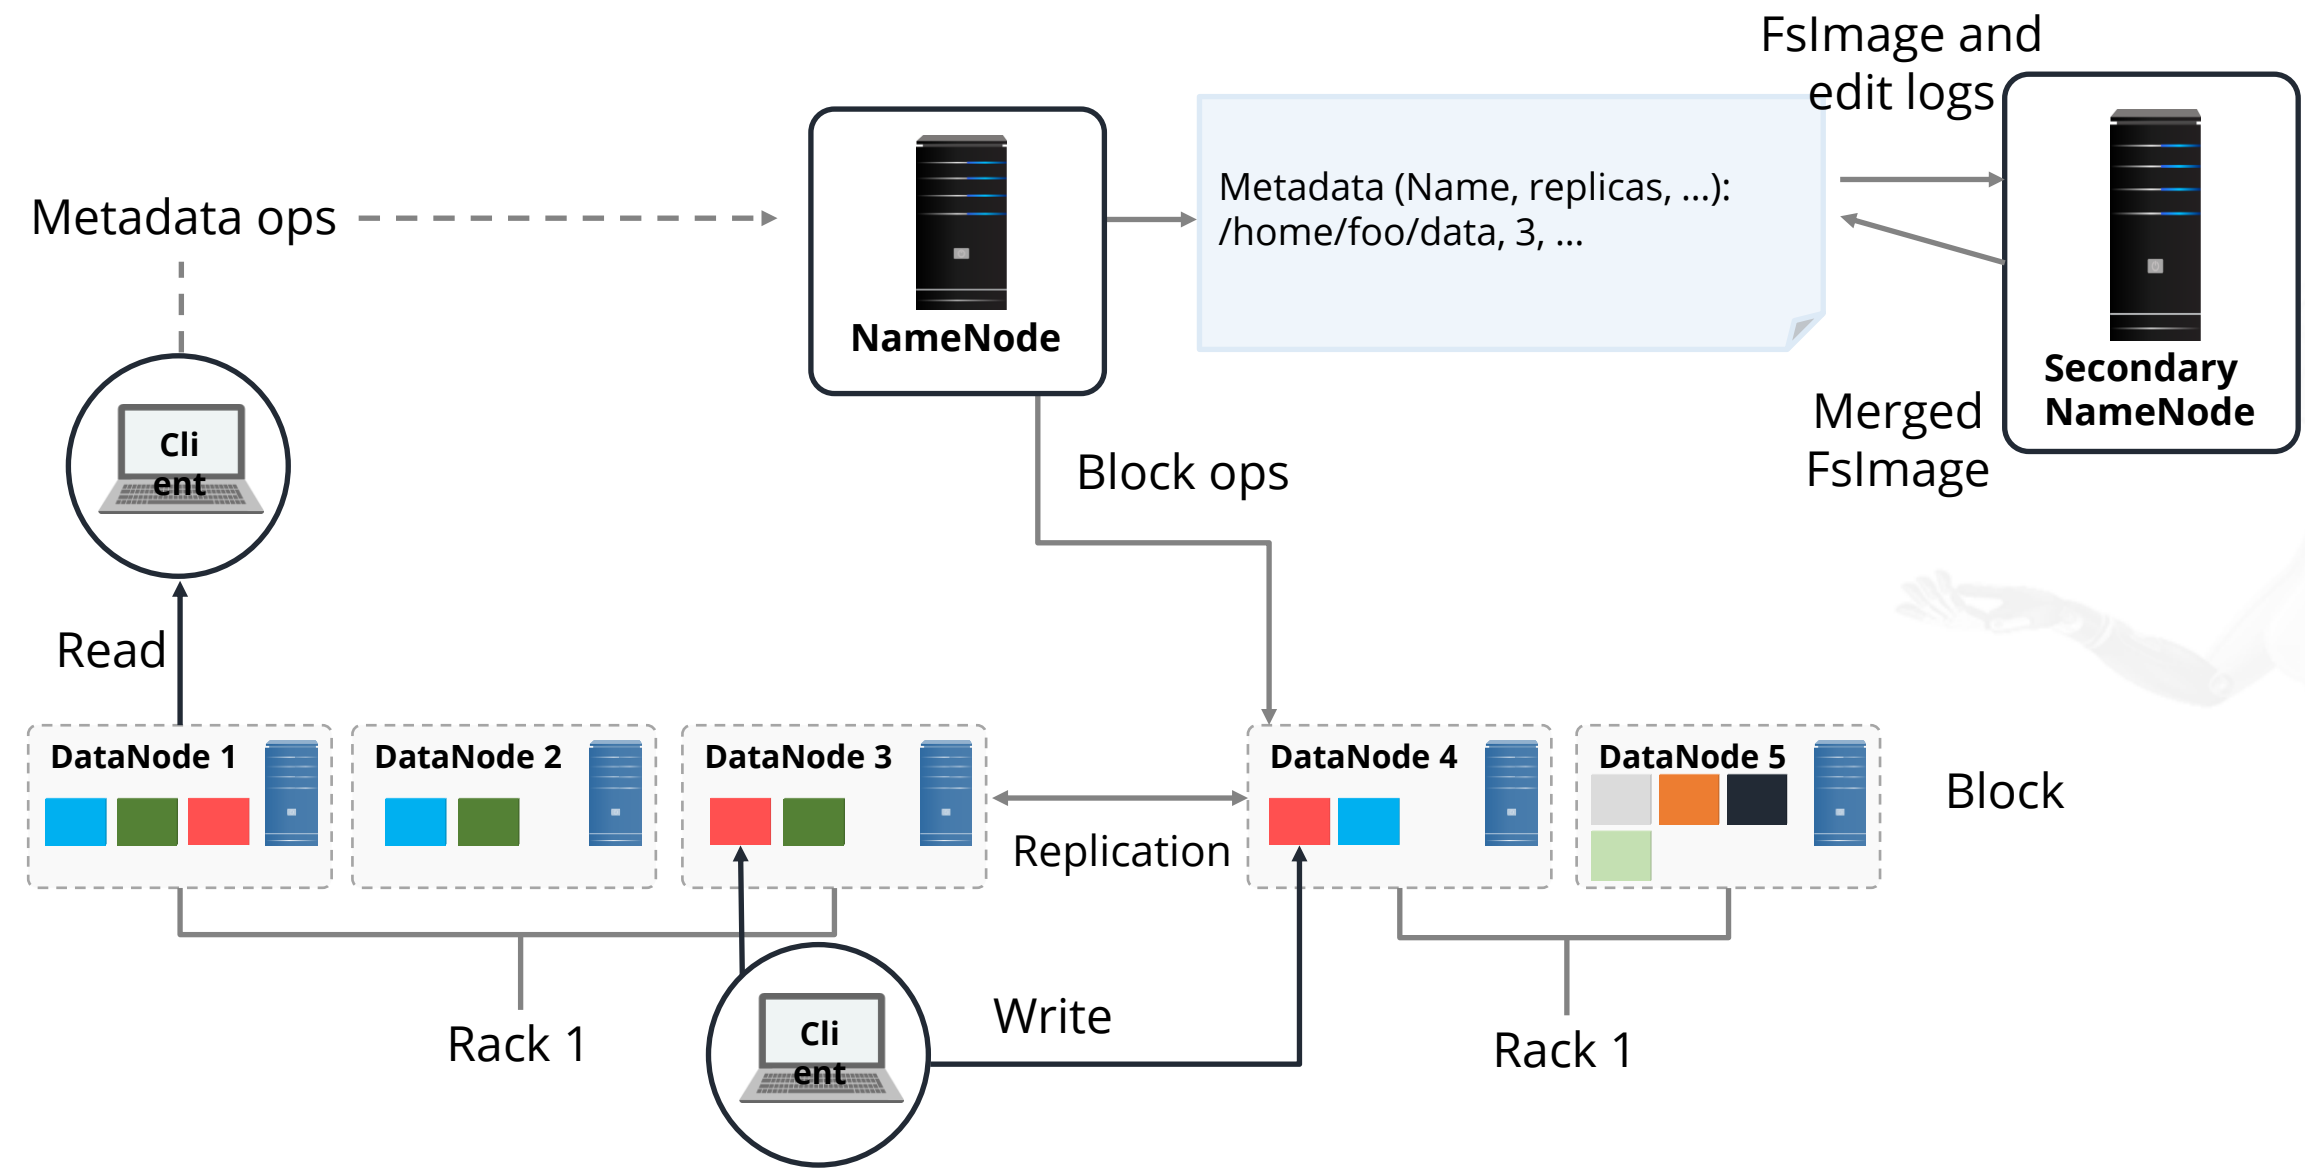 FsImage and
edit logs
Metadata (Name, replicas, ...):
/home/foo/data, 3, ...
Metadata ops
NameNode
Secondary
NameNode
Merged
FsImage
Cli
ent
Block ops
Read
DataNode 1
DataNode 2
DataNode 3
DataNode 4
DataNode 5
Block
Replication
Write
Cli
ent
Rack 1
Rack 1